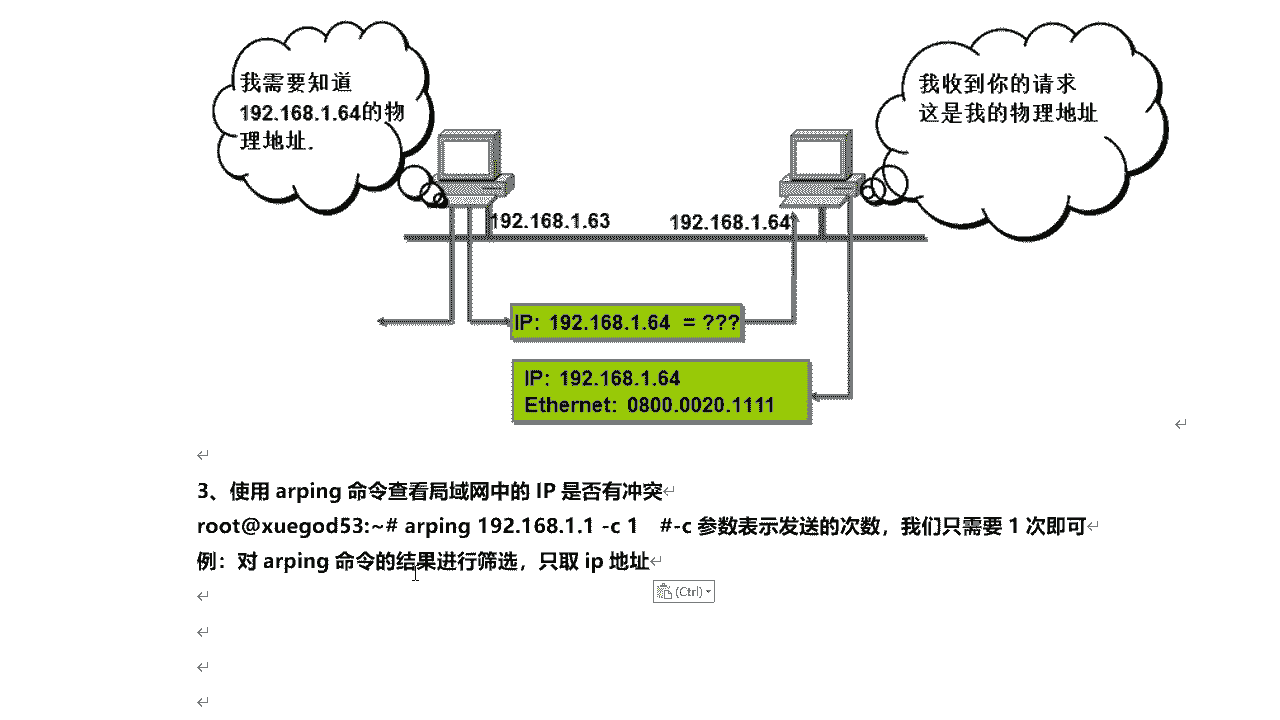 我需要知道
192.168.1.64的物
理地址.
我收到你的请求
这是我的物理地址
192.168.1.63
192.168.1.64
IP: 192.168.1.64 = ???
IP: 192.168.1.64
Ethernet: 0800.0020.1111
3、使用 arping 命令查看局域网中的 IP 是否有冲突
root@xuegod53:~# arping 192.168.1.1 -c 1 #-c 参数表示发送的次数，我们只需要 1 次即可
例：对 arping 命令的结果进行筛选，只取 ip 地址
(Ctrl)